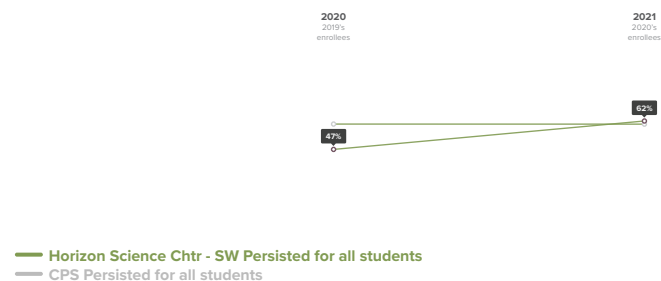 2020
2019's
enrollees
2021
2020's
enrollees
62%
47%
Horizon Science Chtr - SW Persisted for all students
CPS Persisted for all students